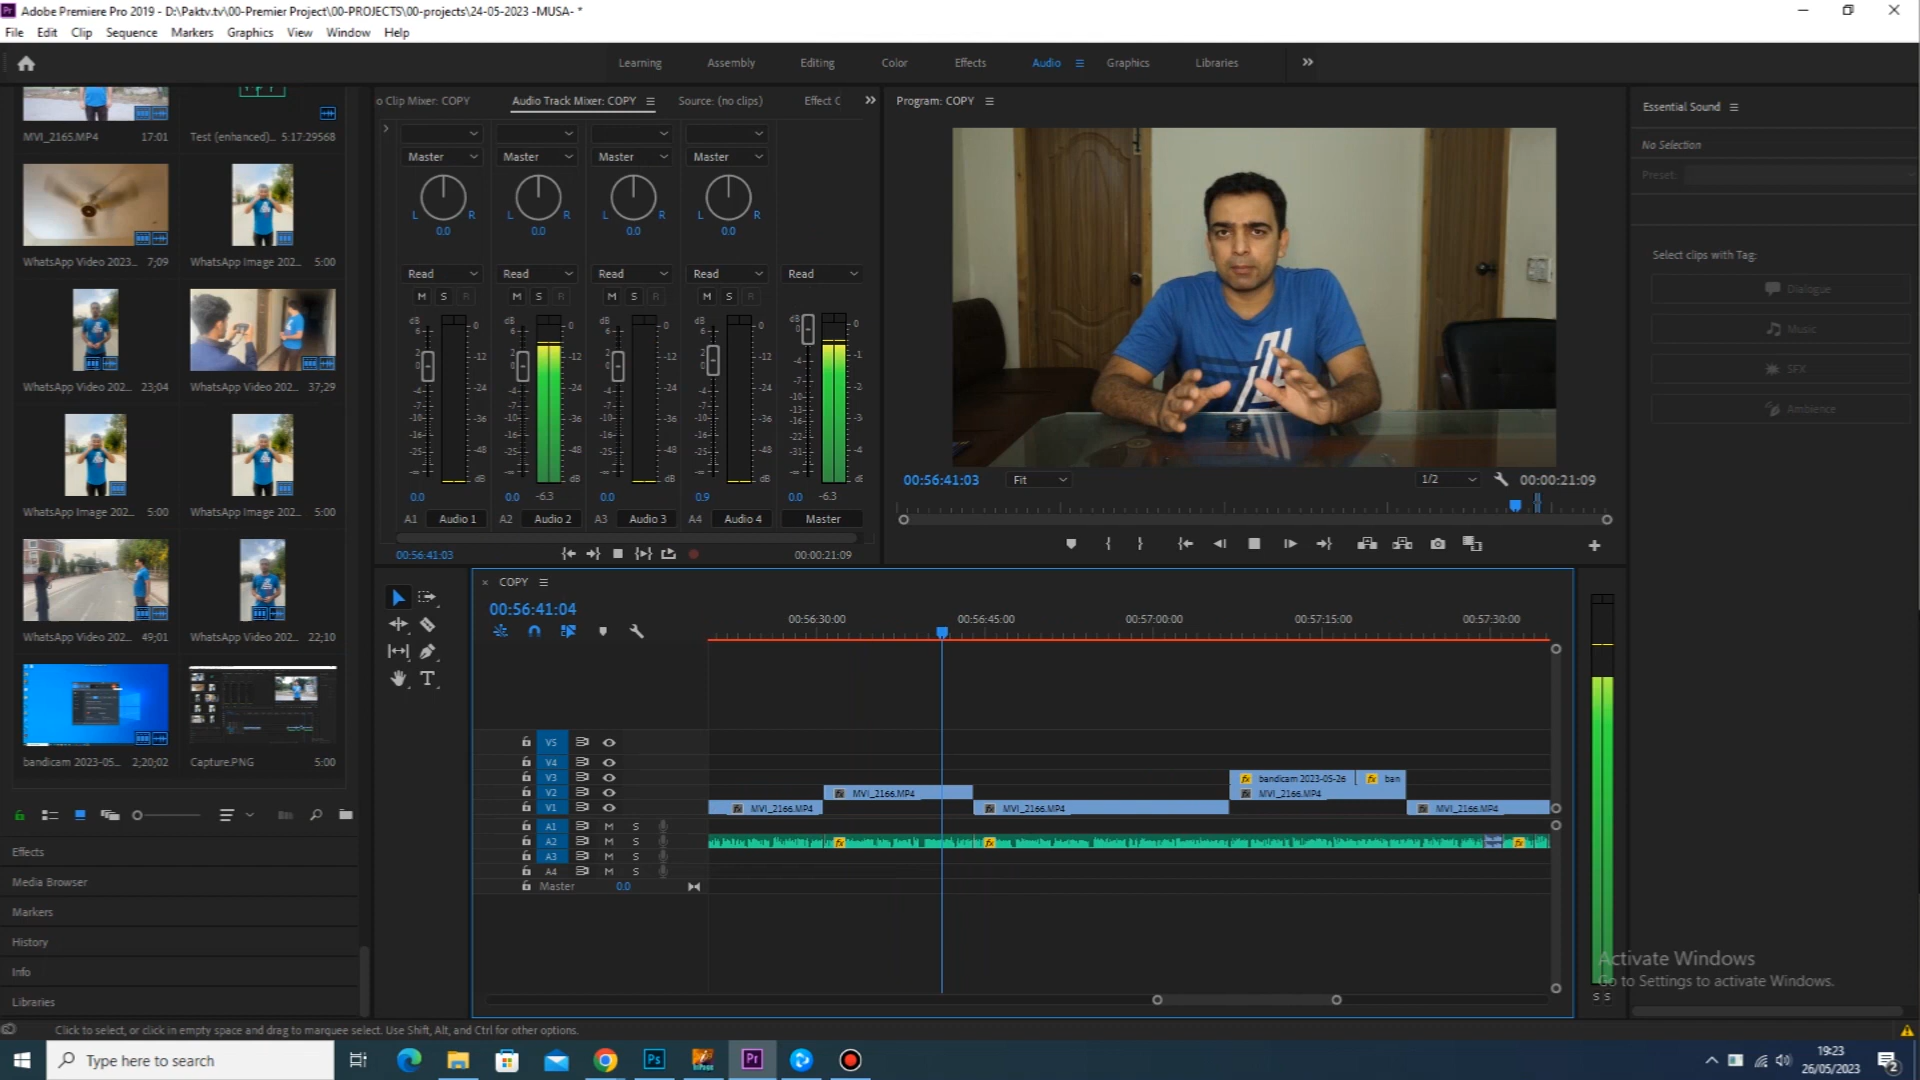 Adobe Premiere Pro 2019 - D:\Paktv.tv\00-Premier Project\00-PROJECTS\00-projects\24-05-2023 -MUSA- *
File Edit Clip Sequence Markers Graphics View Window Help
Learning Assembly Editing Color Effects Audio Graphics Libraries
MVI_2165.MP4 17:01
Test (enhanced)... 5:17:29568
WhatsApp Video 2023... 7;09
WhatsApp Image 202... 5:00
WhatsApp Video 202... 23;04
WhatsApp Video 202... 37;29
WhatsApp Image 202... 5:00
WhatsApp Image 202... 5:00
WhatsApp Video 202... 49;01
WhatsApp Video 202... 22;10
bandicam 2023-05... 2;20;02
Capture.PNG 5:00
Effects
Media Browser
Markers
History
Info
Libraries
o Clip Mixer: COPY Audio Track Mixer: COPY Source: (no clips) Effect C
Master Master Master Master
L R L R L R L R
0.0 0.0 0.0 0.0
Read Read Read Read Read
M S R M S R M S R M S R
0.0 0.0 -6.3 0.0 0.9 0.0 -6.3
A1 Audio 1 A2 Audio 2 A3 Audio 3 A4 Audio 4 Master
00:56:41:03 00:00:21:09
Program: COPY
00:56:41:03 Fit 1/2 00:00:21:09
Essential Sound
No Selection
Preset:
Select clips with Tag:
Dialogue
Music
SFX
Ambience
COPY
00:56:41:04
00:56:30:00 00:56:45:00 00:57:00:00 00:57:15:00 00:57:30:00
V5
V4
V3 fx bandicam 2023-05-26 fx ban
V2 fx MVI_2166.MP4 fx MVI_2166.MP4
V1 fx MVI_2166.MP4 fx MVI_2166.MP4 fx MVI_2166.MP4
A1 M S
A2 M S fx fx fx
A3 M S
A4 M S
Master 0.0
S S
Activate Windows
Go to Settings to activate Windows.
Click to select, or click in empty space and drag to marquee select. Use Shift, Alt, and Ctrl for other options.
Type here to search
Ps Pr
19:23
26/05/2023
2